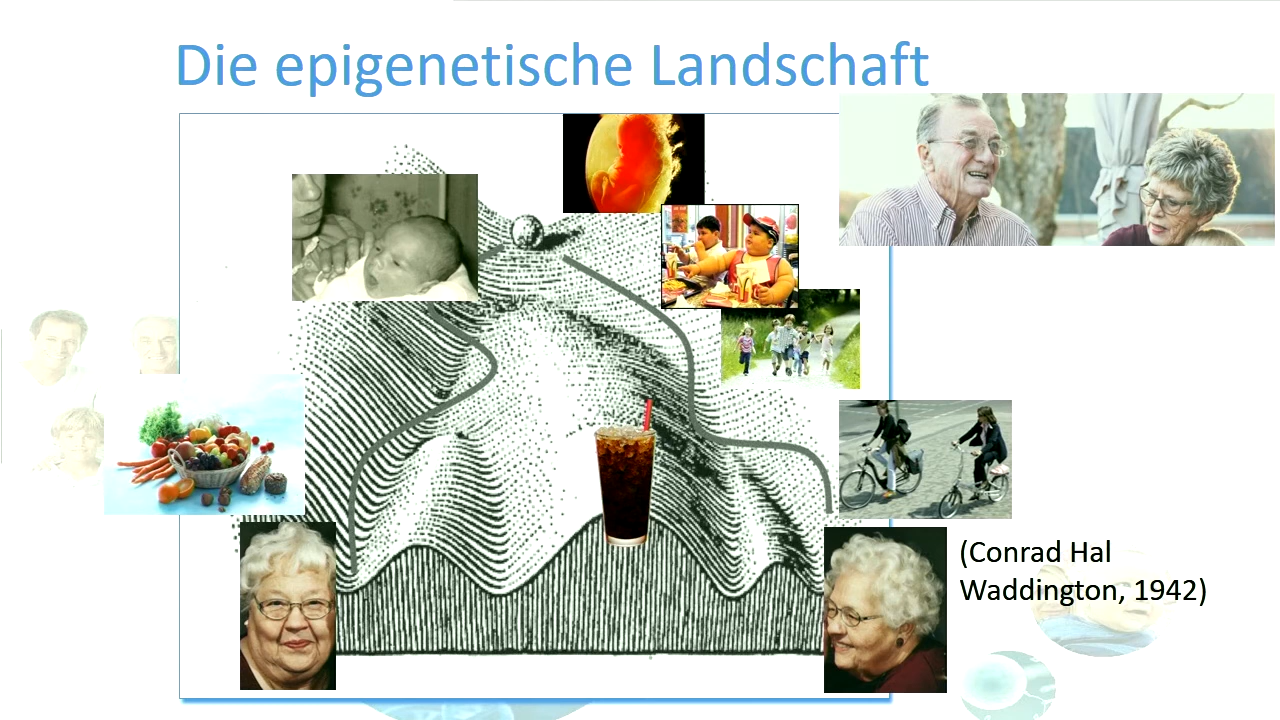 Die epigenetische Landschaft
(Conrad Hal
Waddington, 1942)